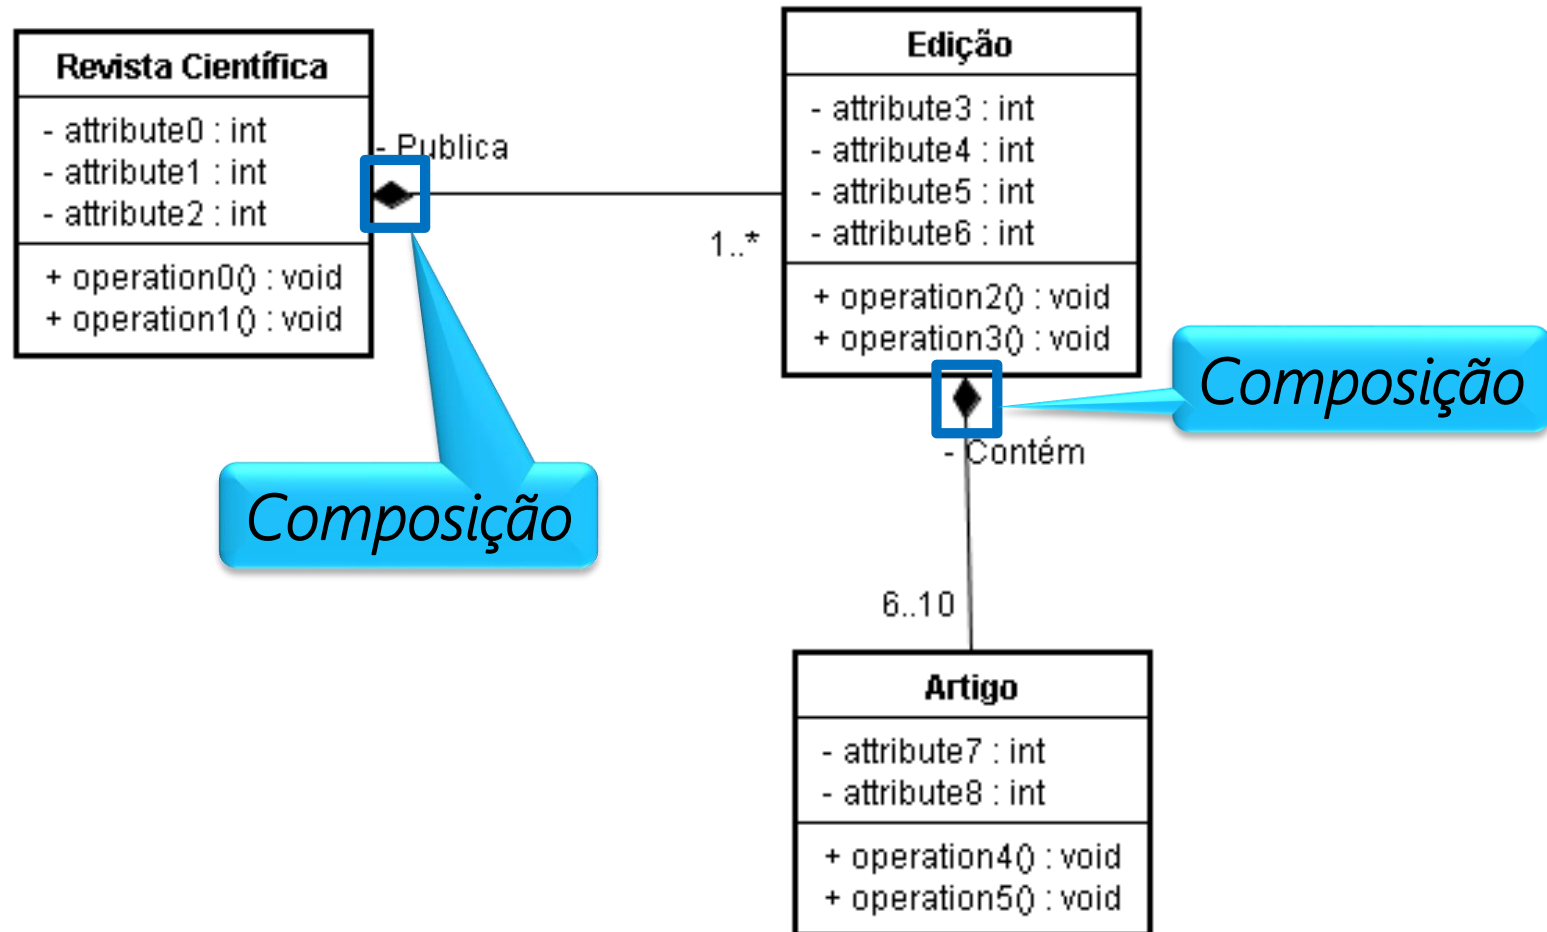 Revista Científica
- attribute0 : int
- attribute1 : int
- attribute2 : int
+ operation0() : void
+ operation1() : void
- Publica
1..*
Edição
- attribute3 : int
- attribute4 : int
- attribute5 : int
- attribute6 : int
+ operation2() : void
+ operation3() : void
Composição
Composição
- Contém
6..10
Artigo
- attribute7 : int
- attribute8 : int
+ operation4() : void
+ operation5() : void